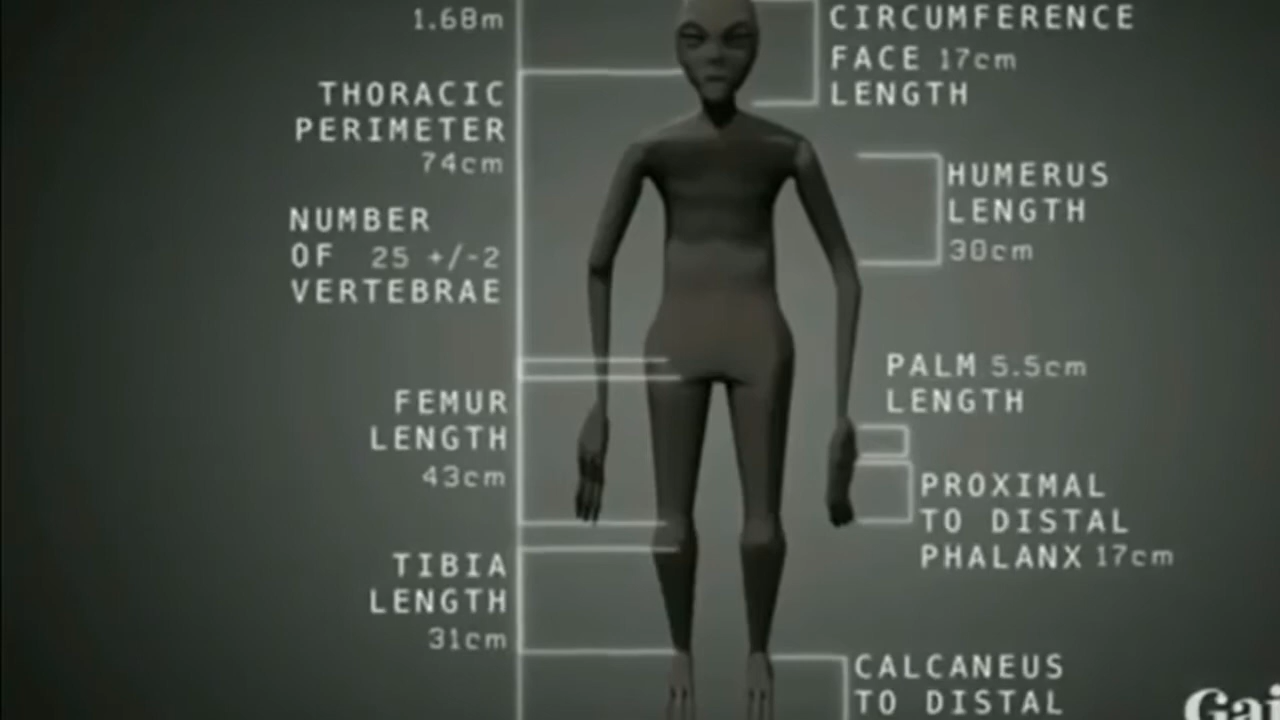 1.68m
THORACIC
PERIMETER
74cm
NUMBER
OF 25 +/-2
VERTEBRAE
FEMUR
LENGTH
43cm
TIBIA
LENGTH
31cm
CIRCUMFERENCE
FACE 17cm
LENGTH
HUMERUS
LENGTH
30cm
PALM 5.5cm
LENGTH
PROXIMAL
TO DISTAL
PHALANX 17cm
CALCANEUS
TO DISTAL
Gai